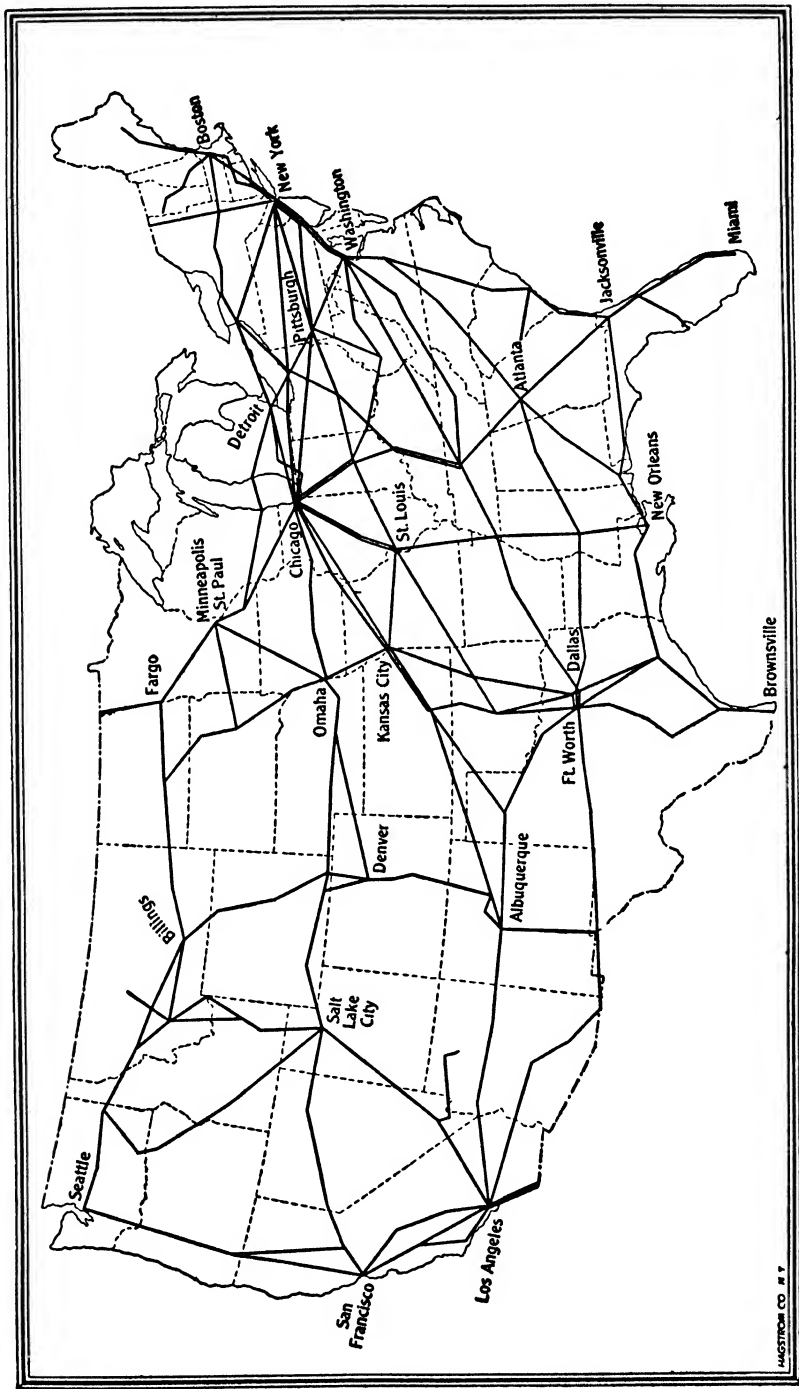 Seattle
Billings
Fargo
Minneapolis
St. Paul
Detroit
Boston
New York
Pittsburgh
Washington
Chicago
Omaha
Salt
Lake
City
San
Francisco
Denver
Kansas City
St. Louis
Los Angeles
Albuquerque
Atlanta
Ft. Worth
Dallas
Jacksonville
New Orleans
Miami
Brownsville
HAGSTROM CO N Y